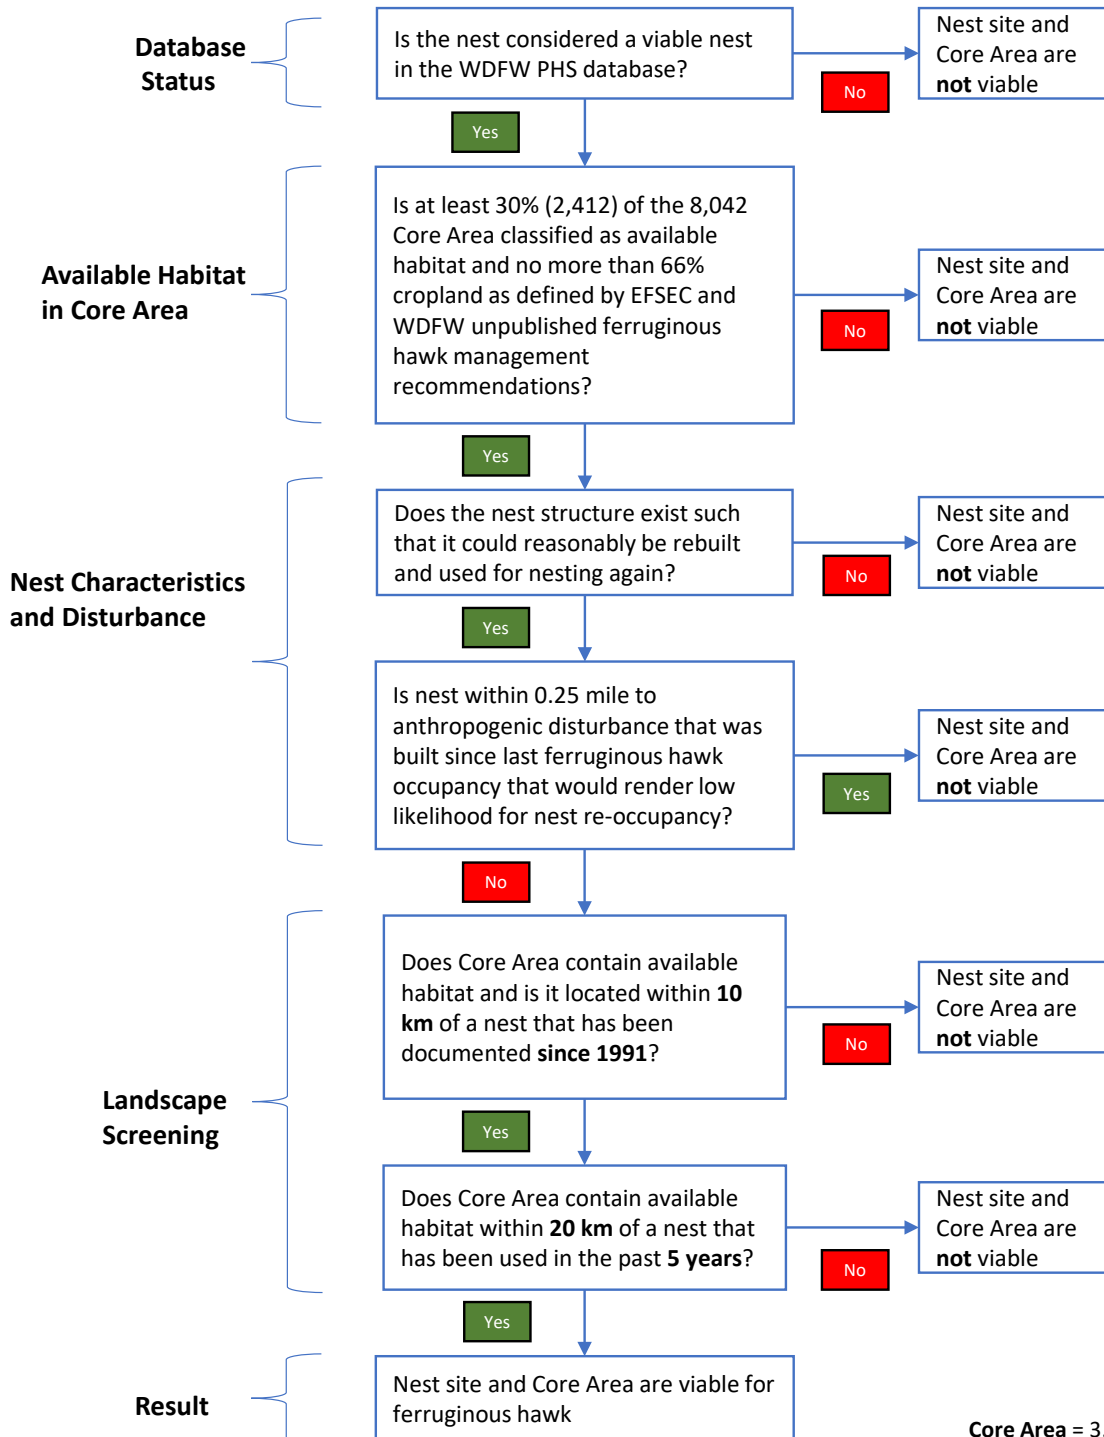 Database
Status
Is the nest considered a viable nest
in the WDFW PHS database?
No
Nest site and
Core Area are
not viable
Yes
Available Habitat
in Core Area
Is at least 30% (2,412) of the 8,042
Core Area classified as available
habitat and no more than 66%
cropland as defined by EFSEC and
WDFW unpublished ferruginous
hawk management
recommendations?
No
Nest site and
Core Area are
not viable
Yes
Nest Characteristics
and Disturbance
Does the nest structure exist such
that it could reasonably be rebuilt
and used for nesting again?
No
Nest site and
Core Area are
not viable
Yes
Is nest within 0.25 mile to
anthropogenic disturbance that was
built since last ferruginous hawk
occupancy that would render low
likelihood for nest re-occupancy?
Yes
Nest site and
Core Area are
not viable
No
Landscape
Screening
Does Core Area contain available
habitat and is it located within 10
km of a nest that has been
documented since 1991?
No
Nest site and
Core Area are
not viable
Yes
Does Core Area contain available
habitat within 20 km of a nest that
has been used in the past 5 years?
No
Nest site and
Core Area are
not viable
Yes
Result
Nest site and Core Area are viable for
ferruginous hawk
Core Area = 3.